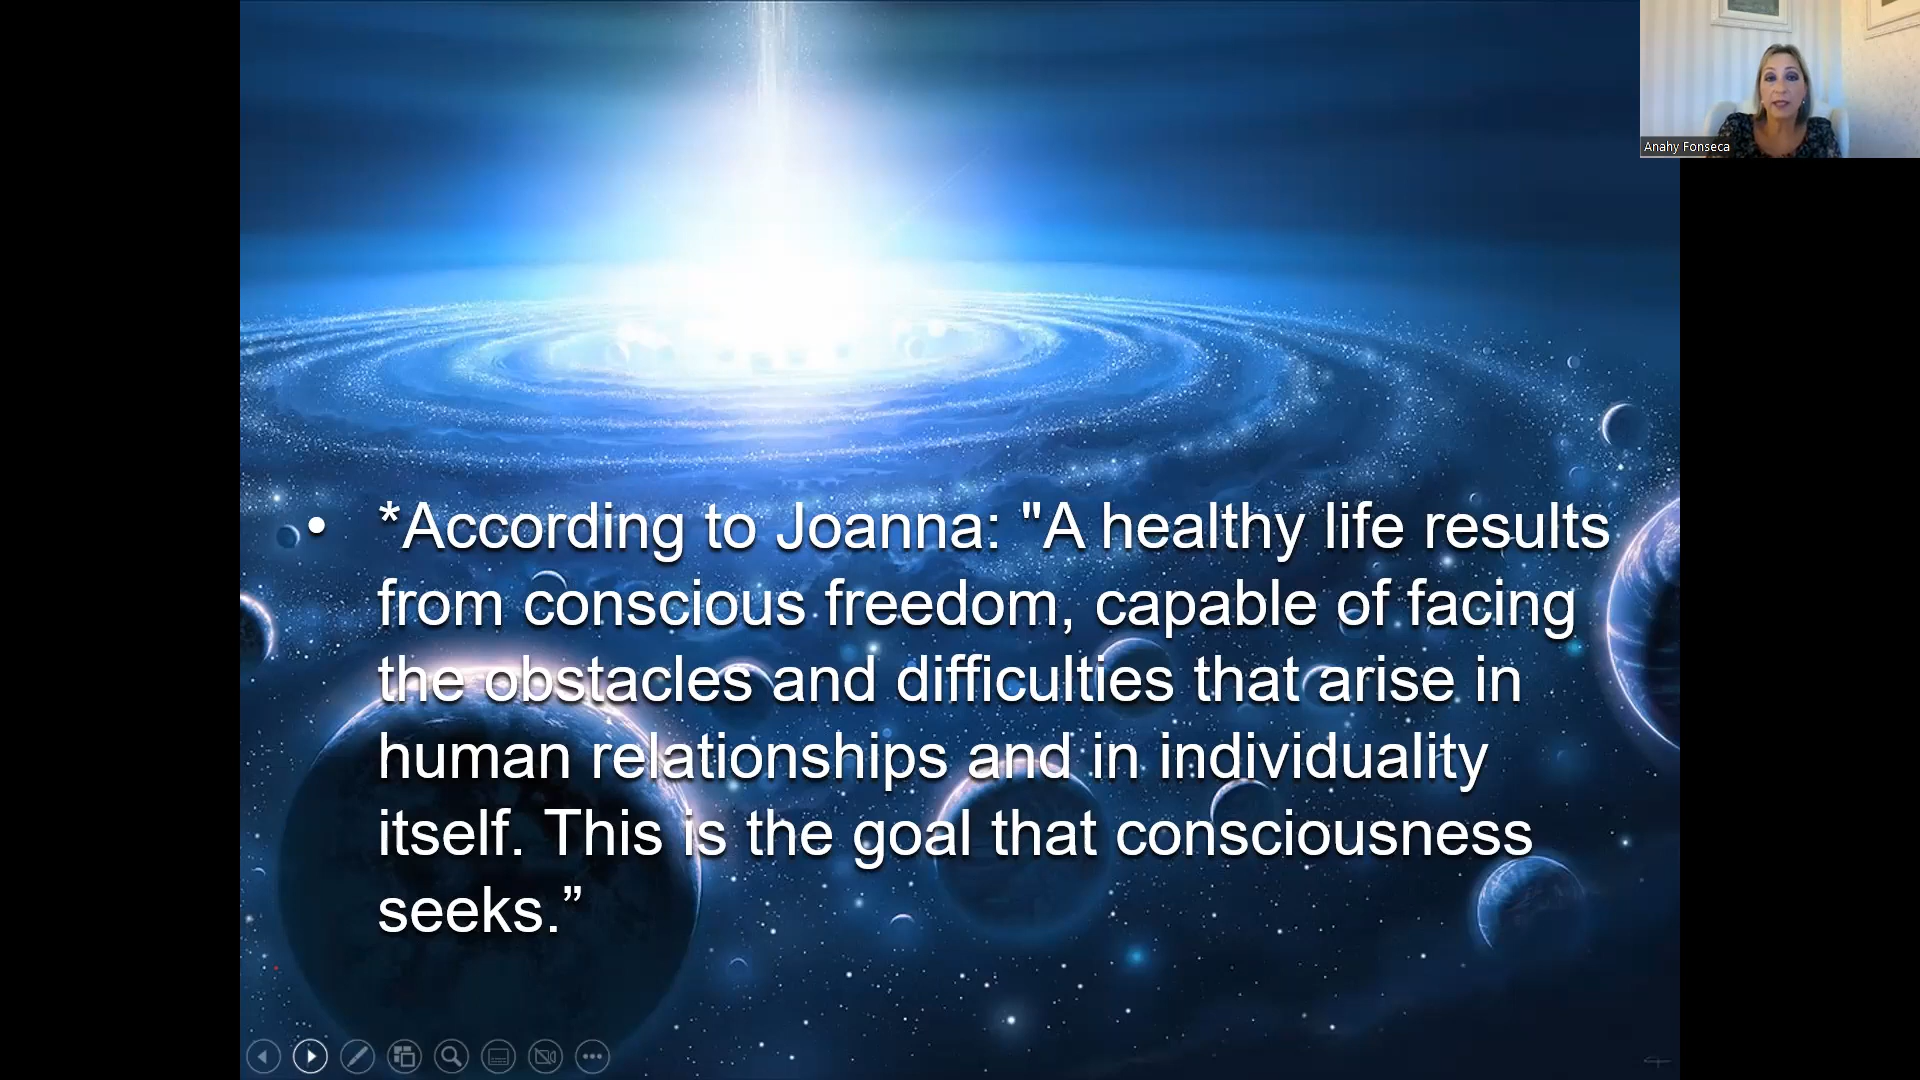 Anahy Fonseca
• *According to Joanna: "A healthy life results
from conscious freedom, capable of facing
the obstacles and difficulties that arise in
human relationships and in individuality
itself. This is the goal that consciousness
seeks.”